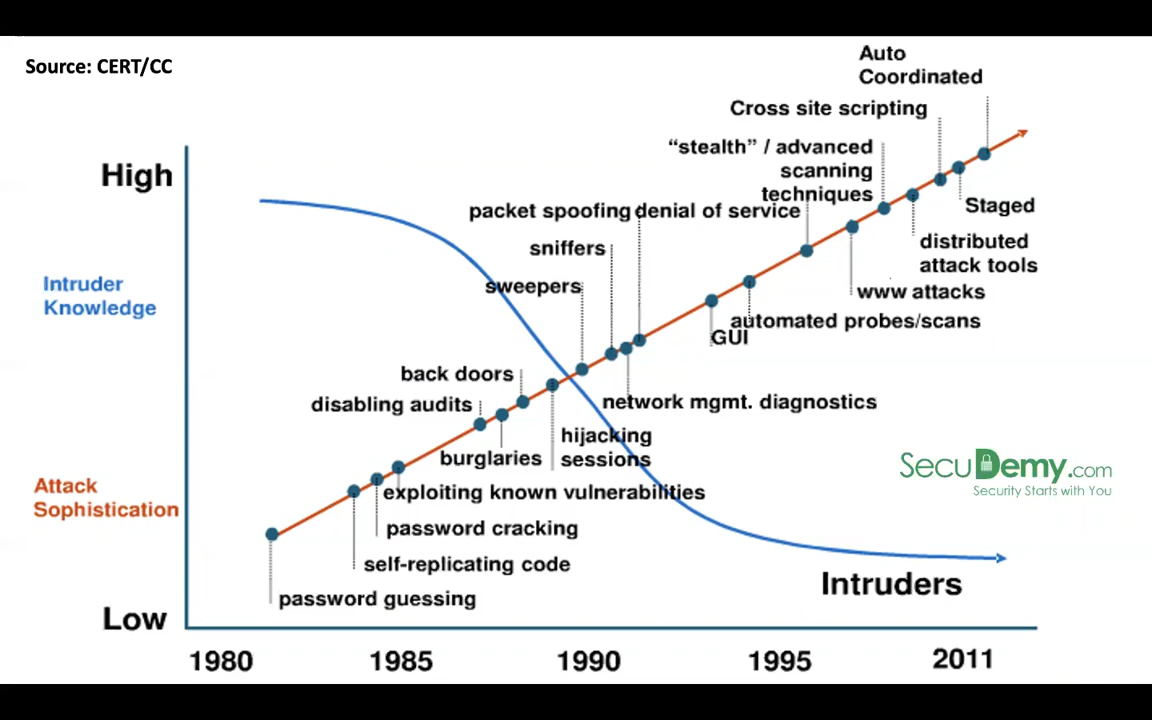 Source: CERT/CC
Auto
Coordinated
Cross site scripting
“stealth” / advanced
scanning
techniques
High
packet spoofing denial of service
Staged
sniffers
distributed
attack tools
sweepers
www attacks
Intruder
Knowledge
automated probes/scans
GUI
back doors
disabling audits
network mgmt. diagnostics
hijacking
sessions
burglaries
SecuDemy.com
Security Starts with You
Attack
Sophistication
exploiting known vulnerabilities
password cracking
self-replicating code
Intruders
password guessing
Low
1980 1985 1990 1995 2011